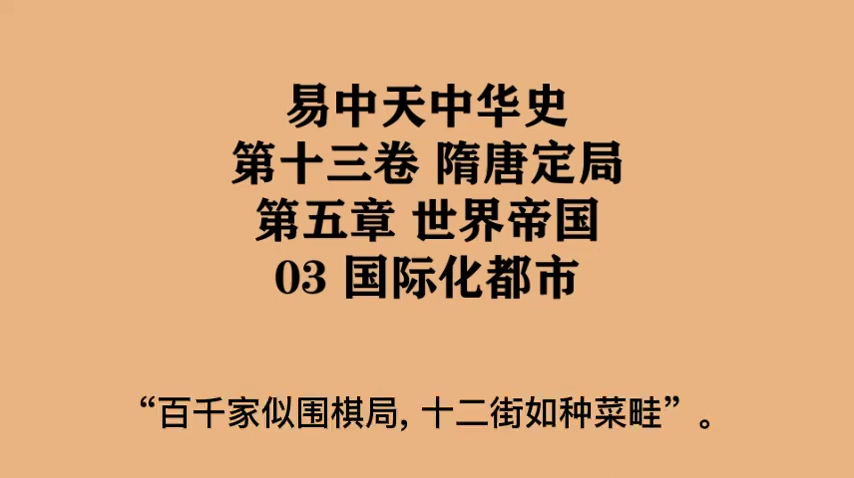 易中天中华史
第十三卷 隋唐定局
第五章 世界帝国
03 国际化都市
“百千家似围棋局, 十二街如种菜畦”。